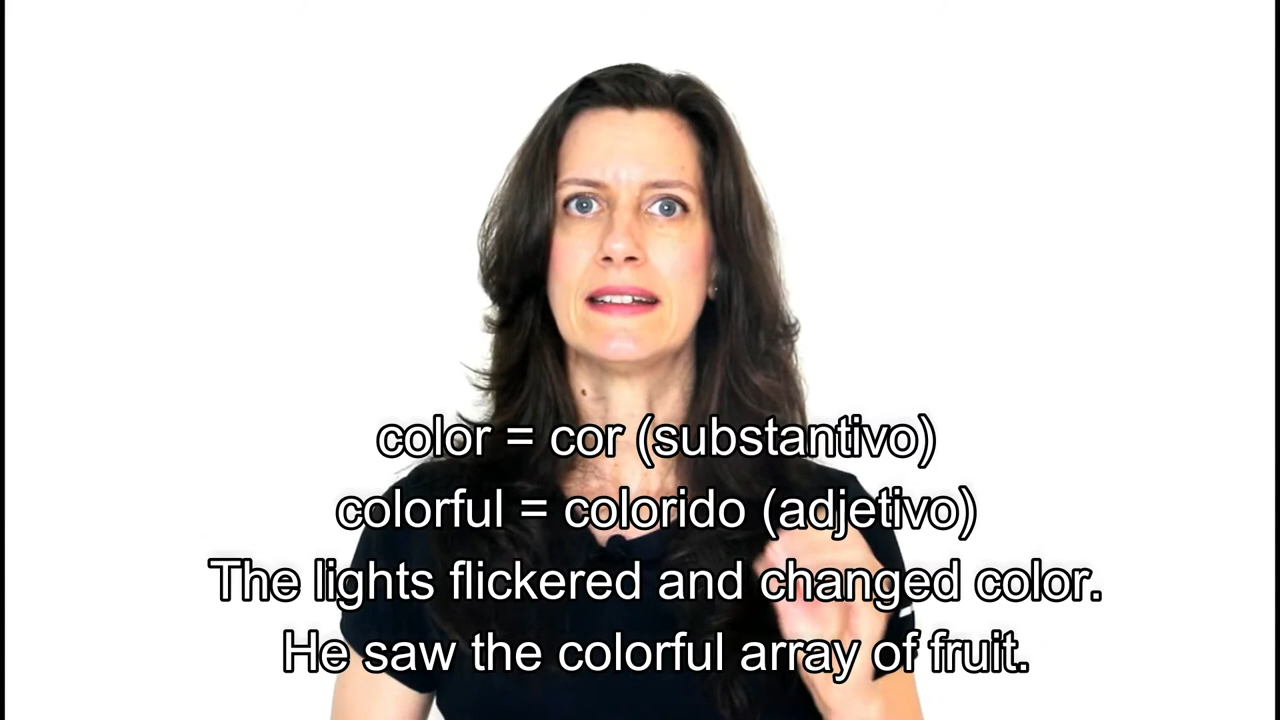 color = cor (substantivo)
colorful = colorido (adjetivo)
The lights flickered and changed color.
He saw the colorful array of fruit.